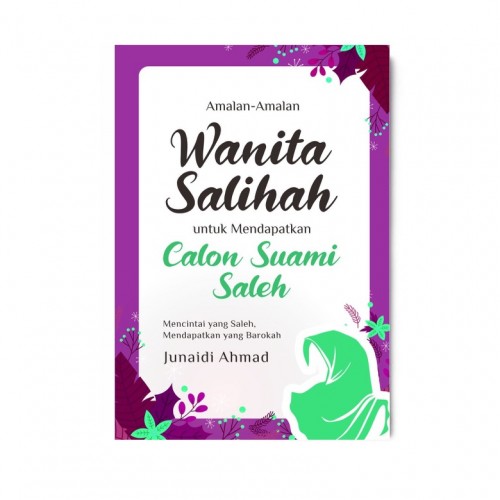 Amalan-Amalan
Wanita
Salihah
untuk Mendapatkan
Calon Suami
Saleh
Mencintai yang Saleh,
Mendapatkan yang Barokah
Junaidi Ahmad